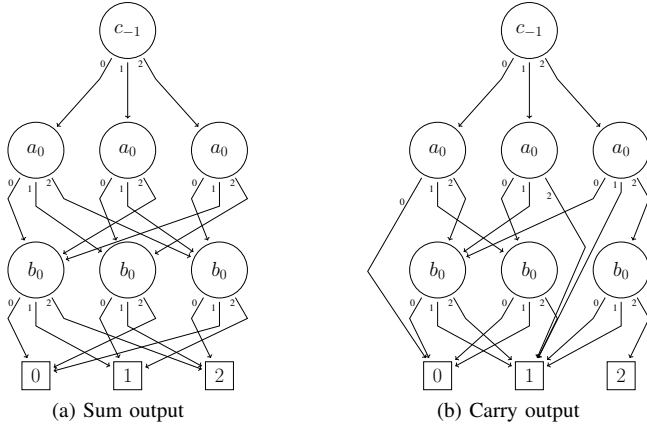 c₋₁ c₋₁
0 1 2 0 1 2
a₀ a₀ a₀ a₀ a₀ a₀
0 1 2 0 1 2 0 1 2 0 1 2 0 1 2 0 1 2
b₀ b₀ b₀ b₀ b₀ b₀
0 1 2 0 1 2 0 1 2 0 1 2 0 1 2 0 1 2
0 1 2 0 1 2
(a) Sum output (b) Carry output